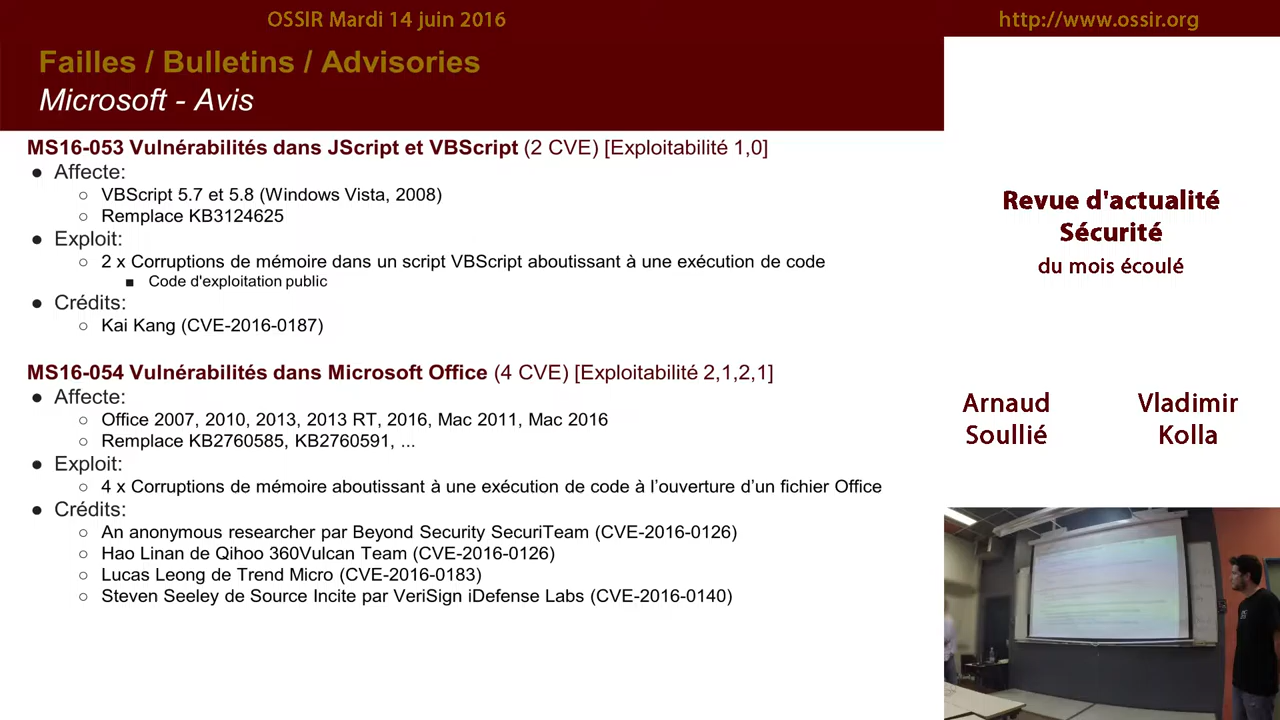 OSSIR Mardi 14 juin 2016
http://www.ossir.org
Failles / Bulletins / Advisories
Microsoft - Avis
MS16-053 Vulnérabilités dans JScript et VBScript (2 CVE) [Exploitabilité 1,0]
● Affecte:
○ VBScript 5.7 et 5.8 (Windows Vista, 2008)
○ Remplace KB3124625
● Exploit:
○ 2 x Corruptions de mémoire dans un script VBScript aboutissant à une exécution de code
■ Code d'exploitation public
● Crédits:
○ Kai Kang (CVE-2016-0187)
MS16-054 Vulnérabilités dans Microsoft Office (4 CVE) [Exploitabilité 2,1,2,1]
● Affecte:
○ Office 2007, 2010, 2013, 2013 RT, 2016, Mac 2011, Mac 2016
○ Remplace KB2760585, KB2760591, ...
● Exploit:
○ 4 x Corruptions de mémoire aboutissant à une exécution de code à l’ouverture d’un fichier Office
● Crédits:
○ An anonymous researcher par Beyond Security SecuriTeam (CVE-2016-0126)
○ Hao Linan de Qihoo 360Vulcan Team (CVE-2016-0126)
○ Lucas Leong de Trend Micro (CVE-2016-0183)
○ Steven Seeley de Source Incite par VeriSign iDefense Labs (CVE-2016-0140)
Revue d'actualité
Sécurité
du mois écoulé
Arnaud
Soullié
Vladimir
Kolla